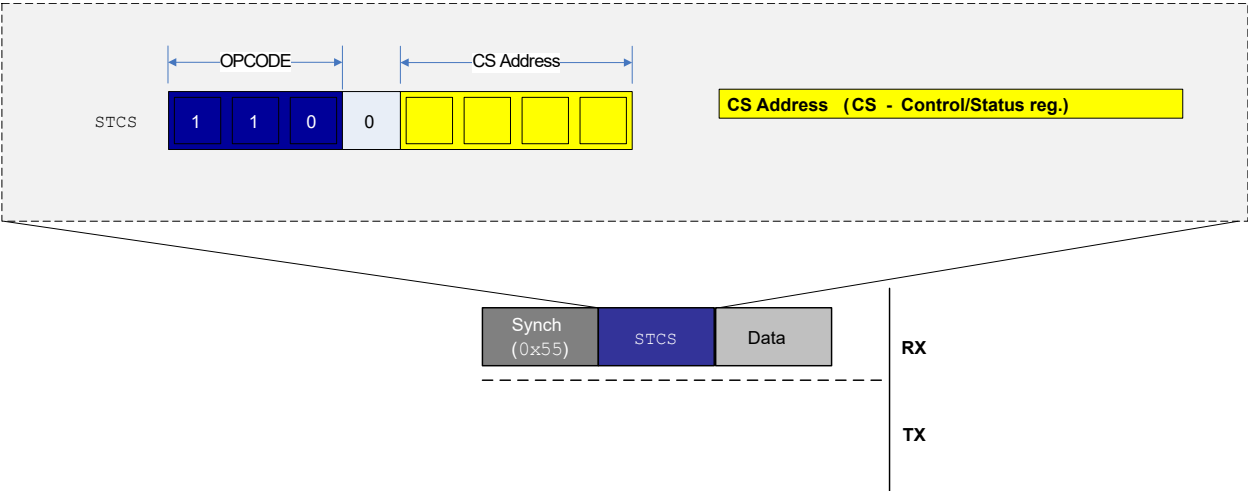 OPCODE CS Address
STCS 1 1 0 0
CS Address (CS - Control/Status reg.)
Synch
(0x55)
STCS
Data
RX
TX